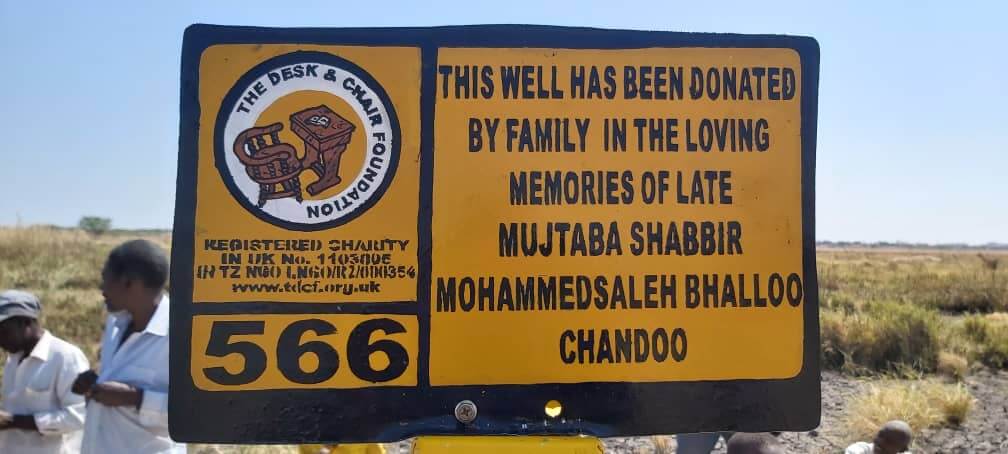 THE DESK & CHAIR FOUNDATION
REGISTERED CHARITY
IN UK No. 1103006
IN TZ NGO I-NGO/R2/000354
www.tdcf.org.uk
566
THIS WELL HAS BEEN DONATED
BY FAMILY IN THE LOVING
MEMORIES OF LATE
MUJTABA SHABBIR
MOHAMMEDSALEH BHALLOO
CHANDOO